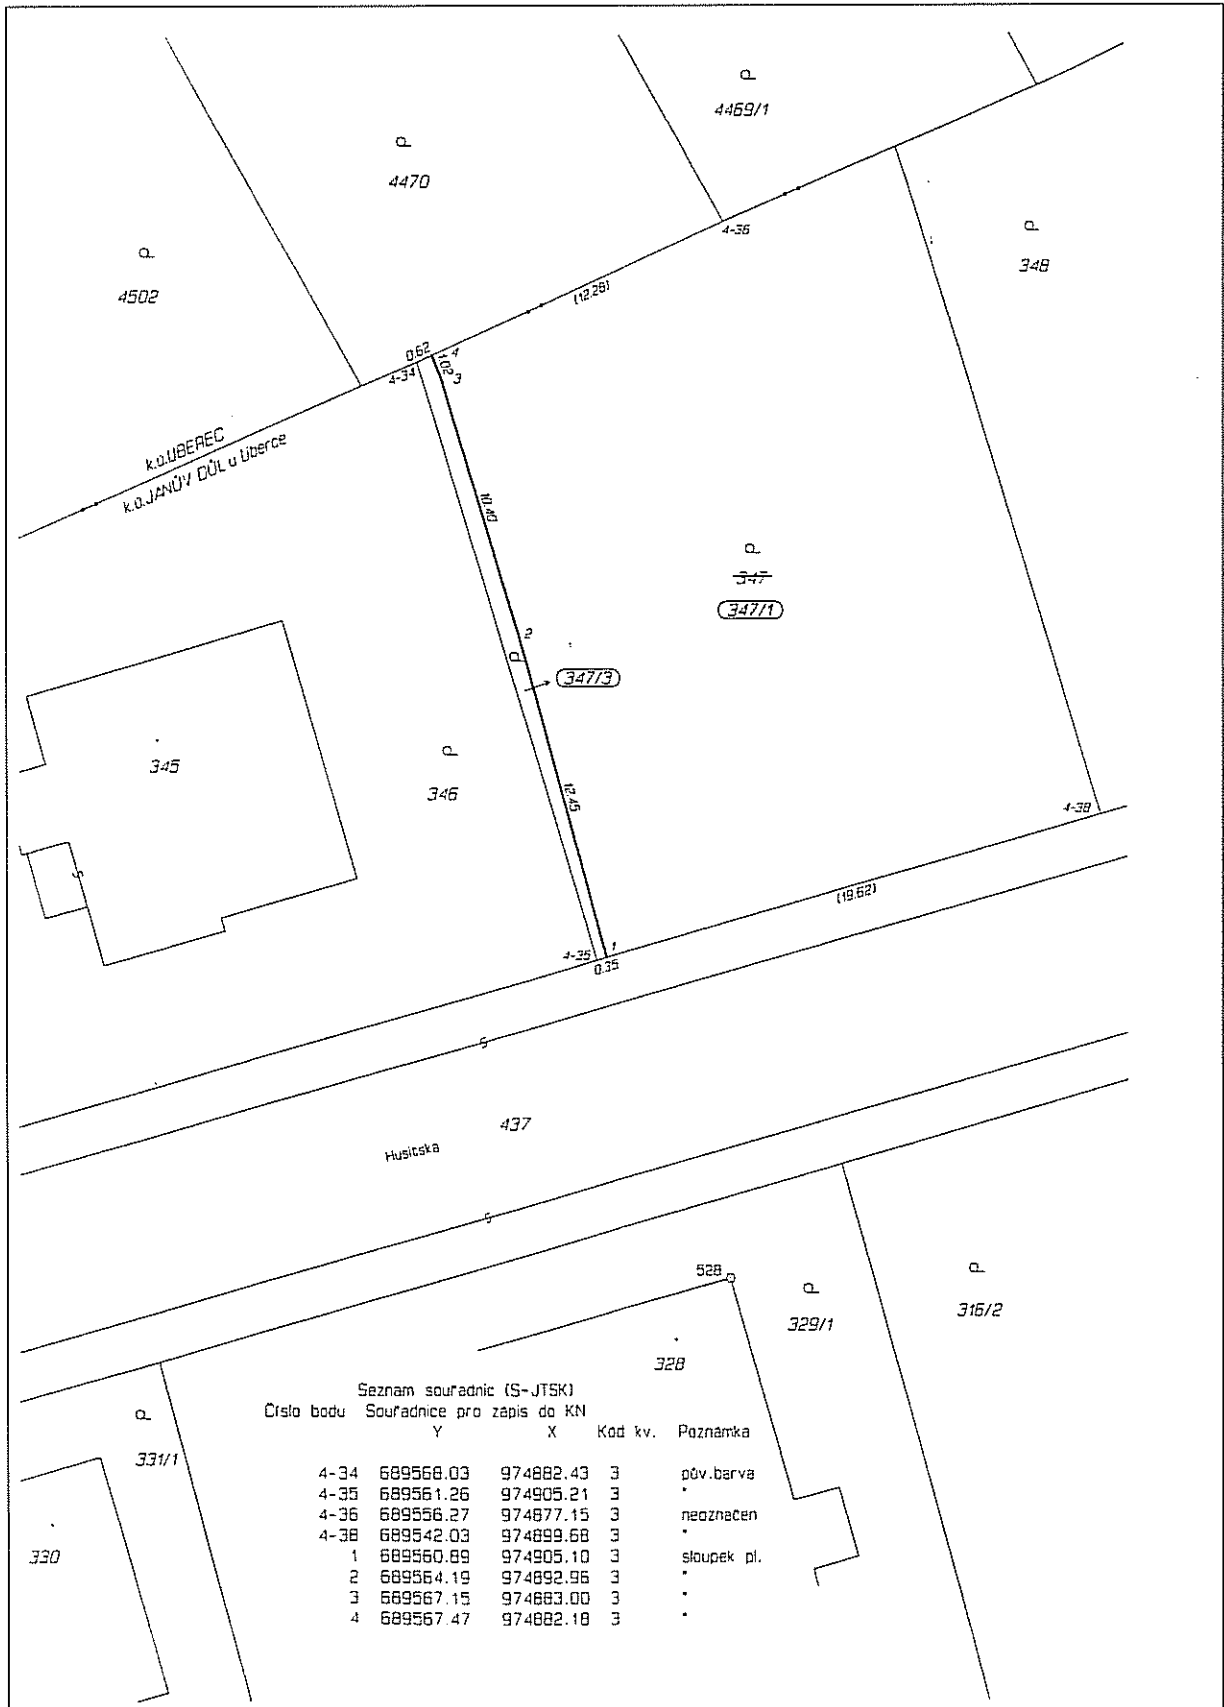 4469/1
4470
4502
348
4-36
(12.28)
0.62
4
1.02
3
4-34
k.ú.LIBEREC
k.ú.JANŮV DŮL u Liberce
10.40
347
347/1
2
347/3
345
346
12.45
4-38
(19.62)
4-35
1
0.35
437
Husitska
528
329/1
316/2
328
331/1
330
Seznam souřadnic (S-JTSK)
Číslo bodu Souřadnice pro zápis do KN
Y X Kód kv. Poznámka
4-34 689568.03 974882.43 3 pův.barva
4-35 689561.26 974905.21 3 "
4-36 689556.27 974877.15 3 neoznačen
4-38 689542.03 974899.68 3 "
1 689560.89 974905.10 3 sloupek pl.
2 689564.19 974892.96 3 "
3 689567.15 974883.00 3 "
4 689567.47 974882.18 3 "